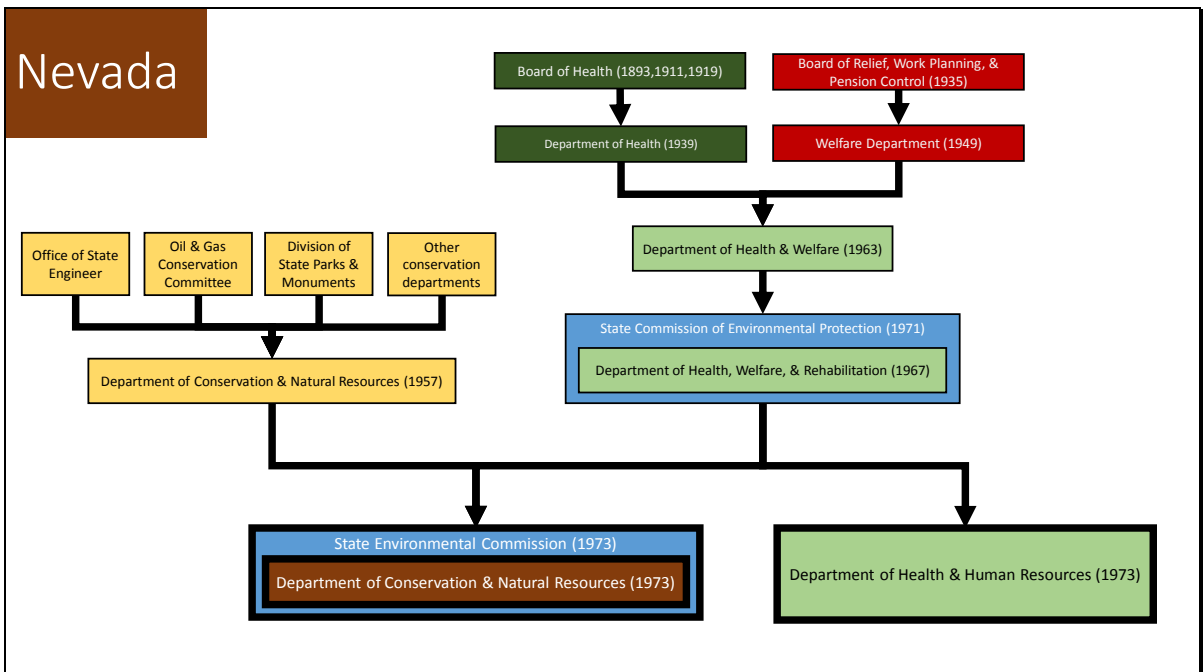 Nevada
Board of Health (1893,1911,1919)
Board of Relief, Work Planning, &
Pension Control (1935)
Department of Health (1939)
Welfare Department (1949)
Department of Health & Welfare (1963)
Office of State
Engineer
Oil & Gas
Conservation
Committee
Division of
State Parks &
Monuments
Other
conservation
departments
State Commission of Environmental Protection (1971)
Department of Health, Welfare, & Rehabilitation (1967)
Department of Conservation & Natural Resources (1957)
State Environmental Commission (1973)
Department of Conservation & Natural Resources (1973)
Department of Health & Human Resources (1973)